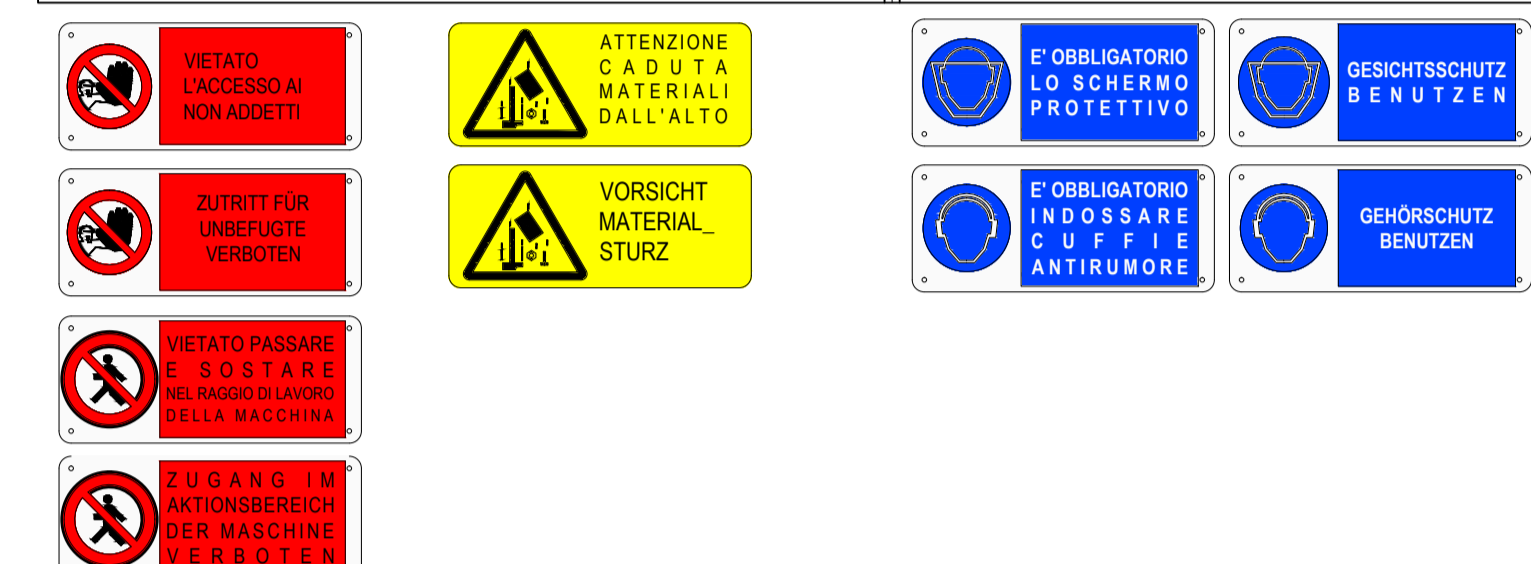 VIETATO
L'ACCESSO AI
NON ADDETTI
ZUTRITT FÜR
UNBEFUGTE
VERBOTEN
VIETATO PASSARE
E SOSTARE
NEL RAGGIO DI LAVORO
DELLA MACCHINA
ZUGANG IM
AKTIONSBEREICH
DER MASCHINE
VERBOTEN
ATTENZIONE
CADUTA
MATERIALI
DALL'ALTO
VORSICHT
MATERIAL_
STURZ
E' OBBLIGATORIO
LO SCHERMO
PROTETTIVO
GESICHTSSCHUTZ
BENUTZEN
E' OBBLIGATORIO
INDOSSARE
CUFFIE
ANTIRUMORE
GEHÖRSCHUTZ
BENUTZEN